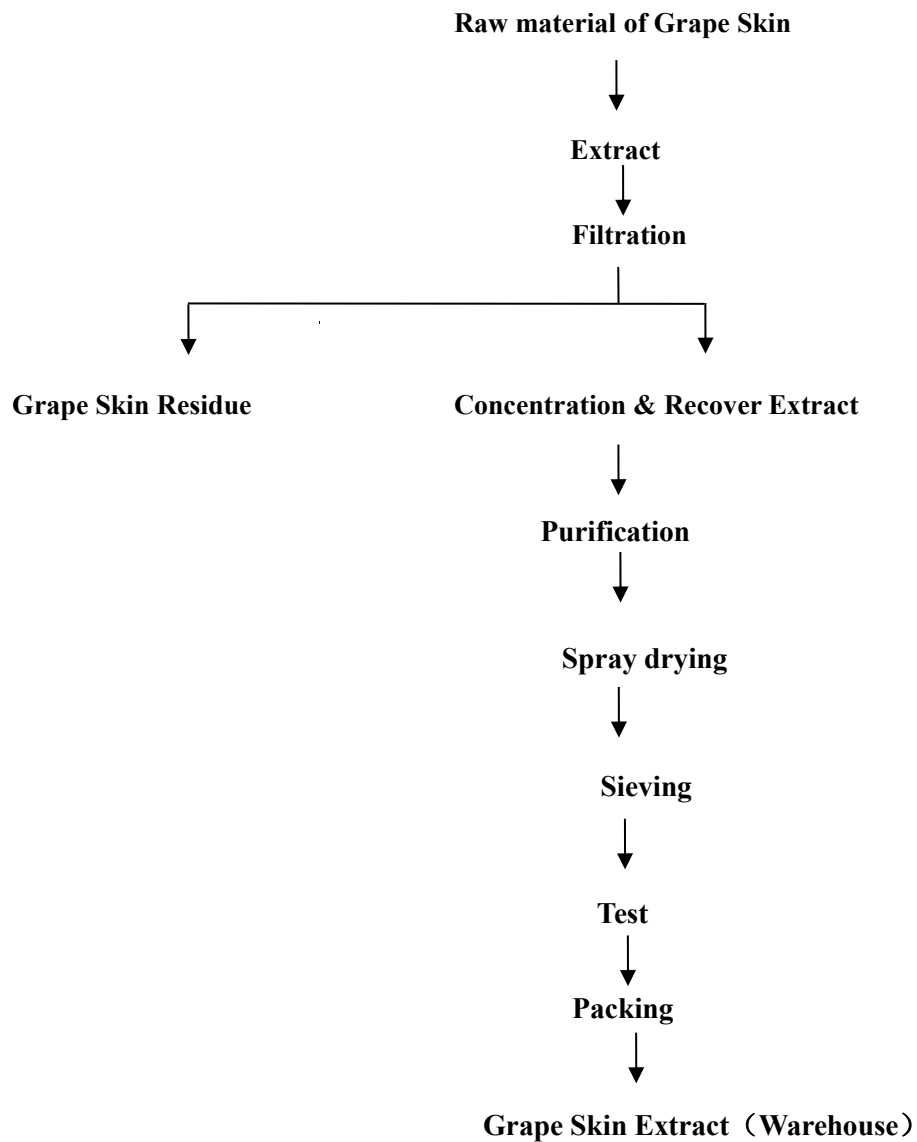 Raw material of Grape Skin
Extract
Filtration
Grape Skin Residue
Concentration & Recover Extract
Purification
Spray drying
Sieving
Test
Packing
Grape Skin Extract（Warehouse）